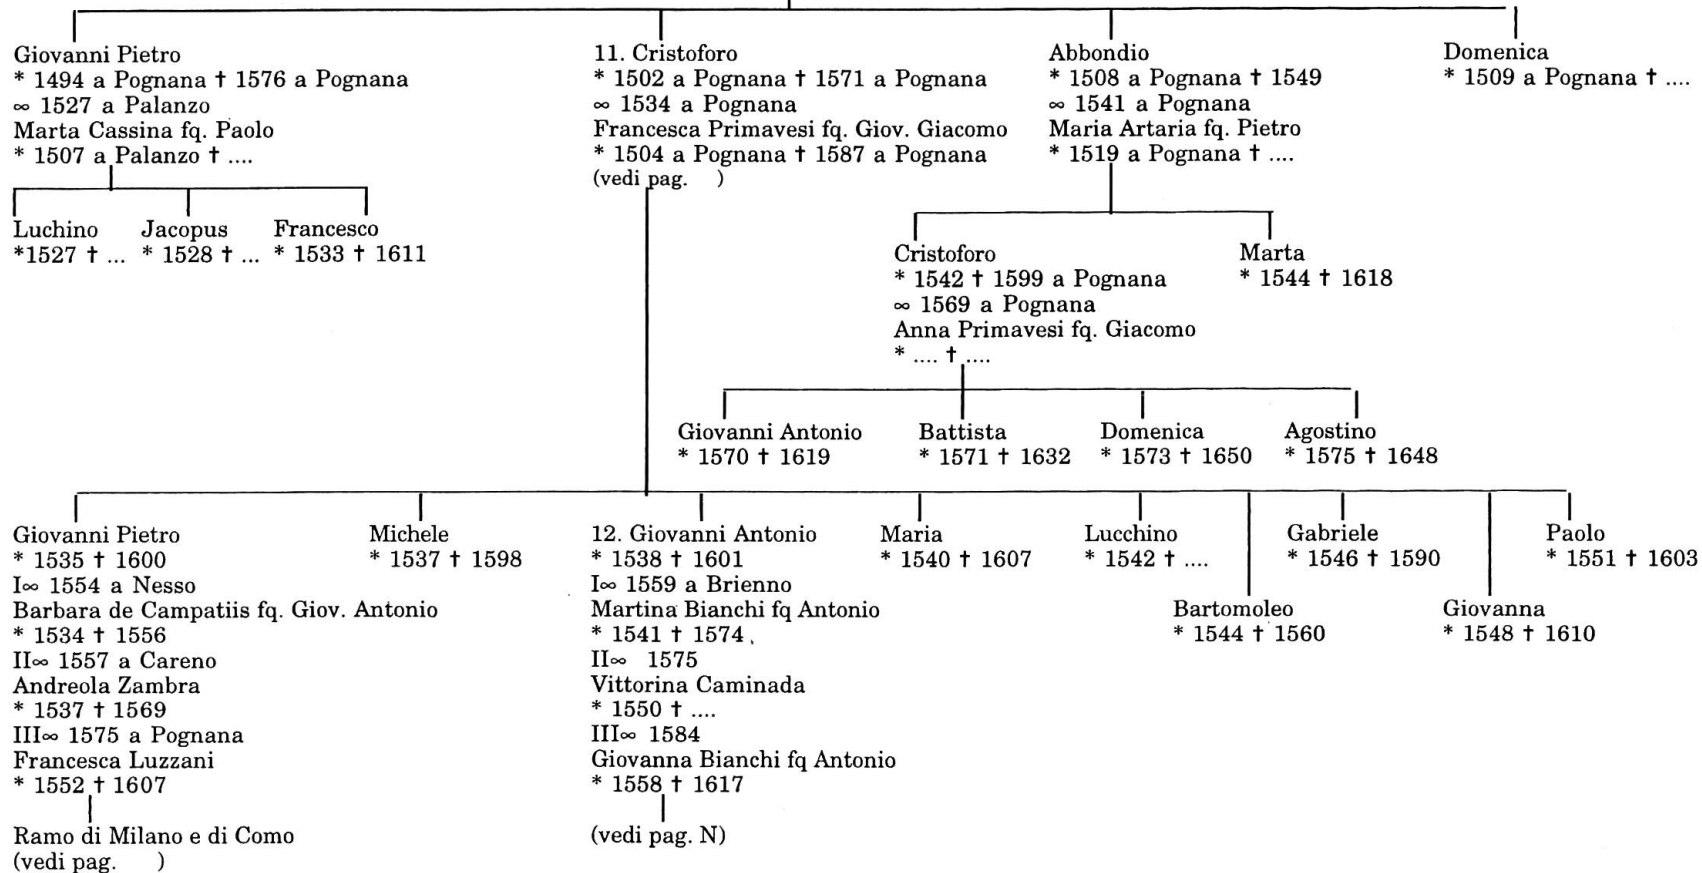 Giovanni Pietro
* 1494 a Pognana † 1576 a Pognana
∞ 1527 a Palanzo
Marta Cassina fq. Paolo
* 1507 a Palanzo † ....
11. Cristoforo
* 1502 a Pognana † 1571 a Pognana
∞ 1534 a Pognana
Francesca Primavesi fq. Giov. Giacomo
* 1504 a Pognana † 1587 a Pognana
(vedi pag.    )
Abbondio
* 1508 a Pognana † 1549
∞ 1541 a Pognana
Maria Artaria fq. Pietro
* 1519 a Pognana † ....
Domenica
* 1509 a Pognana † ....
Luchino
*1527 † ...
Jacopus
* 1528 † ...
Francesco
* 1533 † 1611
Cristoforo
* 1542 † 1599 a Pognana
∞ 1569 a Pognana
Anna Primavesi fq. Giacomo
* .... † ....
Marta
* 1544 † 1618
Giovanni Antonio
* 1570 † 1619
Battista
* 1571 † 1632
Domenica
* 1573 † 1650
Agostino
* 1575 † 1648
Giovanni Pietro
* 1535 † 1600
I∞ 1554 a Nesso
Barbara de Campatiis fq. Giov. Antonio
* 1534 † 1556
II∞ 1557 a Careno
Andreola Zambra
* 1537 † 1569
III∞ 1575 a Pognana
Francesca Luzzani
* 1552 † 1607
Ramo di Milano e di Como
(vedi pag.    )
Michele
* 1537 † 1598
12. Giovanni Antonio
* 1538 † 1601
I∞ 1559 a Brienno
Martina Bianchi fq Antonio
* 1541 † 1574
II∞ 1575
Vittorina Caminada
* 1550 † ....
III∞ 1584
Giovanna Bianchi fq Antonio
* 1558 † 1617
(vedi pag. N)
Maria
* 1540 † 1607
Lucchino
* 1542 † ....
Bartomoleo
* 1544 † 1560
Gabriele
* 1546 † 1590
Giovanna
* 1548 † 1610
Paolo
* 1551 † 1603